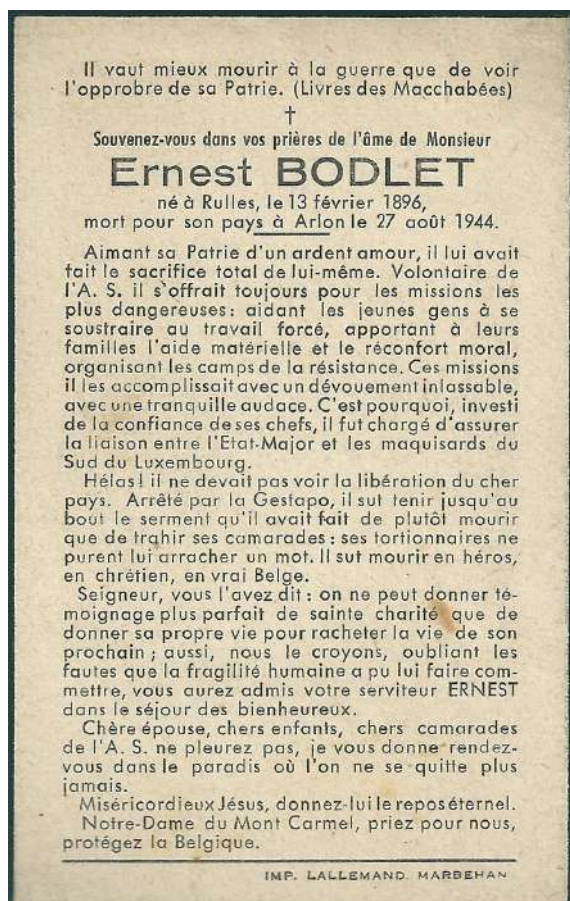 Il vaut mieux mourir à la guerre que de voir
l'opprobre de sa Patrie. (Livres des Macchabées)
†
Souvenez-vous dans vos prières de l'âme de Monsieur
Ernest BODLET
né à Rulles, le 13 février 1896,
mort pour son pays à Arlon le 27 août 1944.
Aimant sa Patrie d'un ardent amour, il lui avait
fait le sacrifice total de lui-même. Volontaire de
l'A. S. il s'offrait toujours pour les missions les
plus dangereuses: aidant les jeunes gens à se
soustraire au travail forcé, apportant à leurs
familles l'aide matérielle et le réconfort moral,
organisant les camps de la résistance. Ces missions
il les accomplissait avec un dévouement inlassable,
avec une tranquille audace. C'est pourquoi, investi
de la confiance de ses chefs, il fut chargé d'assurer
la liaison entre l'Etat-Major et les maquisards du
Sud du Luxembourg.
Hélas! il ne devait pas voir la libération du cher
pays. Arrêté par la Gestapo, il sut tenir jusqu'au
bout le serment qu'il avait fait de plutôt mourir
que de trahir ses camarades : ses tortionnaires ne
purent lui arracher un mot. Il sut mourir en héros,
en chrétien, en vrai Belge.
Seigneur, vous l'avez dit : on ne peut donner té-
moignage plus parfait de sainte charité que de
donner sa propre vie pour racheter la vie de son
prochain ; aussi, nous le croyons, oubliant les
fautes que la fragilité humaine a pu lui faire com-
mettre, vous aurez admis votre serviteur ERNEST
dans le séjour des bienheureux.
Chère épouse, chers enfants, chers camarades
de l'A. S. ne pleurez pas, je vous donne rendez-
vous dans le paradis où l'on ne se quitte plus
jamais.
Miséricordieux Jésus, donnez-lui le repos éternel.
Notre-Dame du Mont Carmel, priez pour nous,
protégez la Belgique.
IMP. LALLEMAND. MARBEHAN